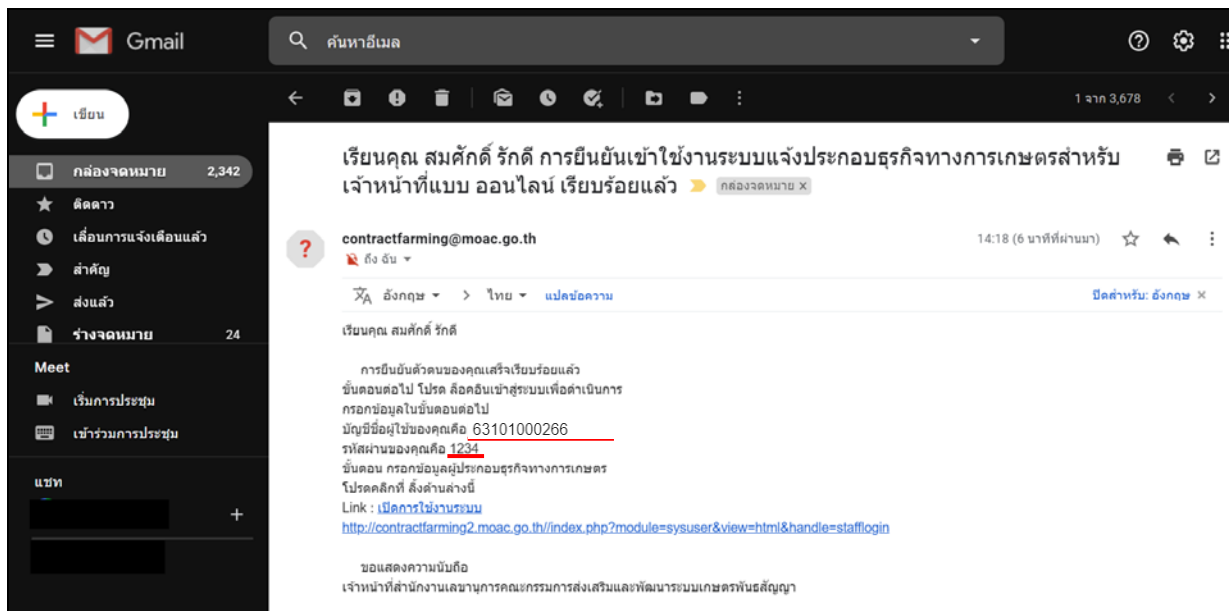 Gmail
ค้นหาอีเมล
เขียน
1 จาก 3,678
กล่องจดหมาย 2,342
ติดดาว
เลื่อนการแจ้งเตือนแล้ว
สำคัญ
ส่งแล้ว
ร่างจดหมาย 24
Meet
เริ่มการประชุม
เข้าร่วมการประชุม
แชท
เรียนคุณ สมศักดิ์ รักดี การยืนยันเข้าใช้งานระบบแจ้งประกอบธุรกิจทางการเกษตรสำหรับ
เจ้าหน้าที่แบบ ออนไลน์ เรียบร้อยแล้ว กล่องจดหมาย x
contractfarming@moac.go.th 14:18 (6 นาทีที่ผ่านมา)
ถึง ฉัน
อังกฤษ > ไทย แปลข้อความ ปิดสำหรับ: อังกฤษ ×
เรียนคุณ สมศักดิ์ รักดี
การยืนยันตัวตนของคุณเสร็จเรียบร้อยแล้ว
ขั้นตอนต่อไป โปรด ล็อคอินเข้าสู่ระบบเพื่อดำเนินการ
กรอกข้อมูลในขั้นตอนต่อไป
บัญชีชื่อผู้ใช้ของคุณคือ 63101000266
รหัสผ่านของคุณคือ 1234
ขั้นตอน กรอกข้อมูลผู้ประกอบธุรกิจทางการเกษตร
โปรดคลิกที่ ลิ้งด้านล่างนี้
Link : เปิดการใช้งานระบบ
http://contractfarming2.moac.go.th//index.php?module=sysuser&view=html&handle=stafflogin
ขอแสดงความนับถือ
เจ้าหน้าที่สำนักงานเลขานุการคณะกรรมการส่งเสริมและพัฒนาระบบเกษตรพันธสัญญา